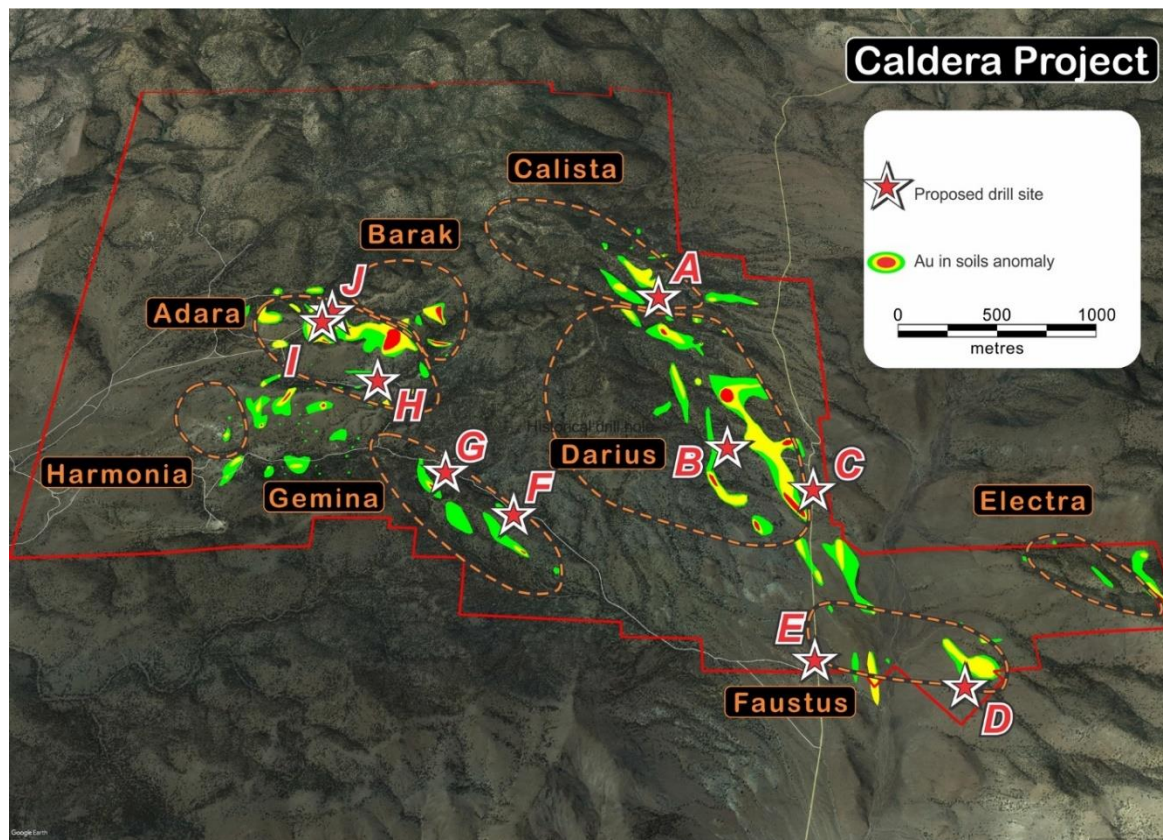 Caldera Project
Proposed drill site
Au in soils anomaly
0 500 1000
metres
Calista
Barak
A
J
Adara
I
H
Historical drill hole
Darius
B
G
C
Harmonia
Gemina
F
Electra
E
Faustus
D
Google Earth